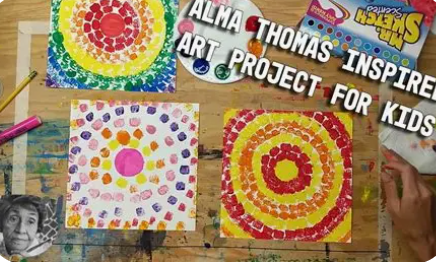 ALMA THOMAS INSPIRED
ART PROJECT FOR KIDS
MR.
SKETCH
SCENTED